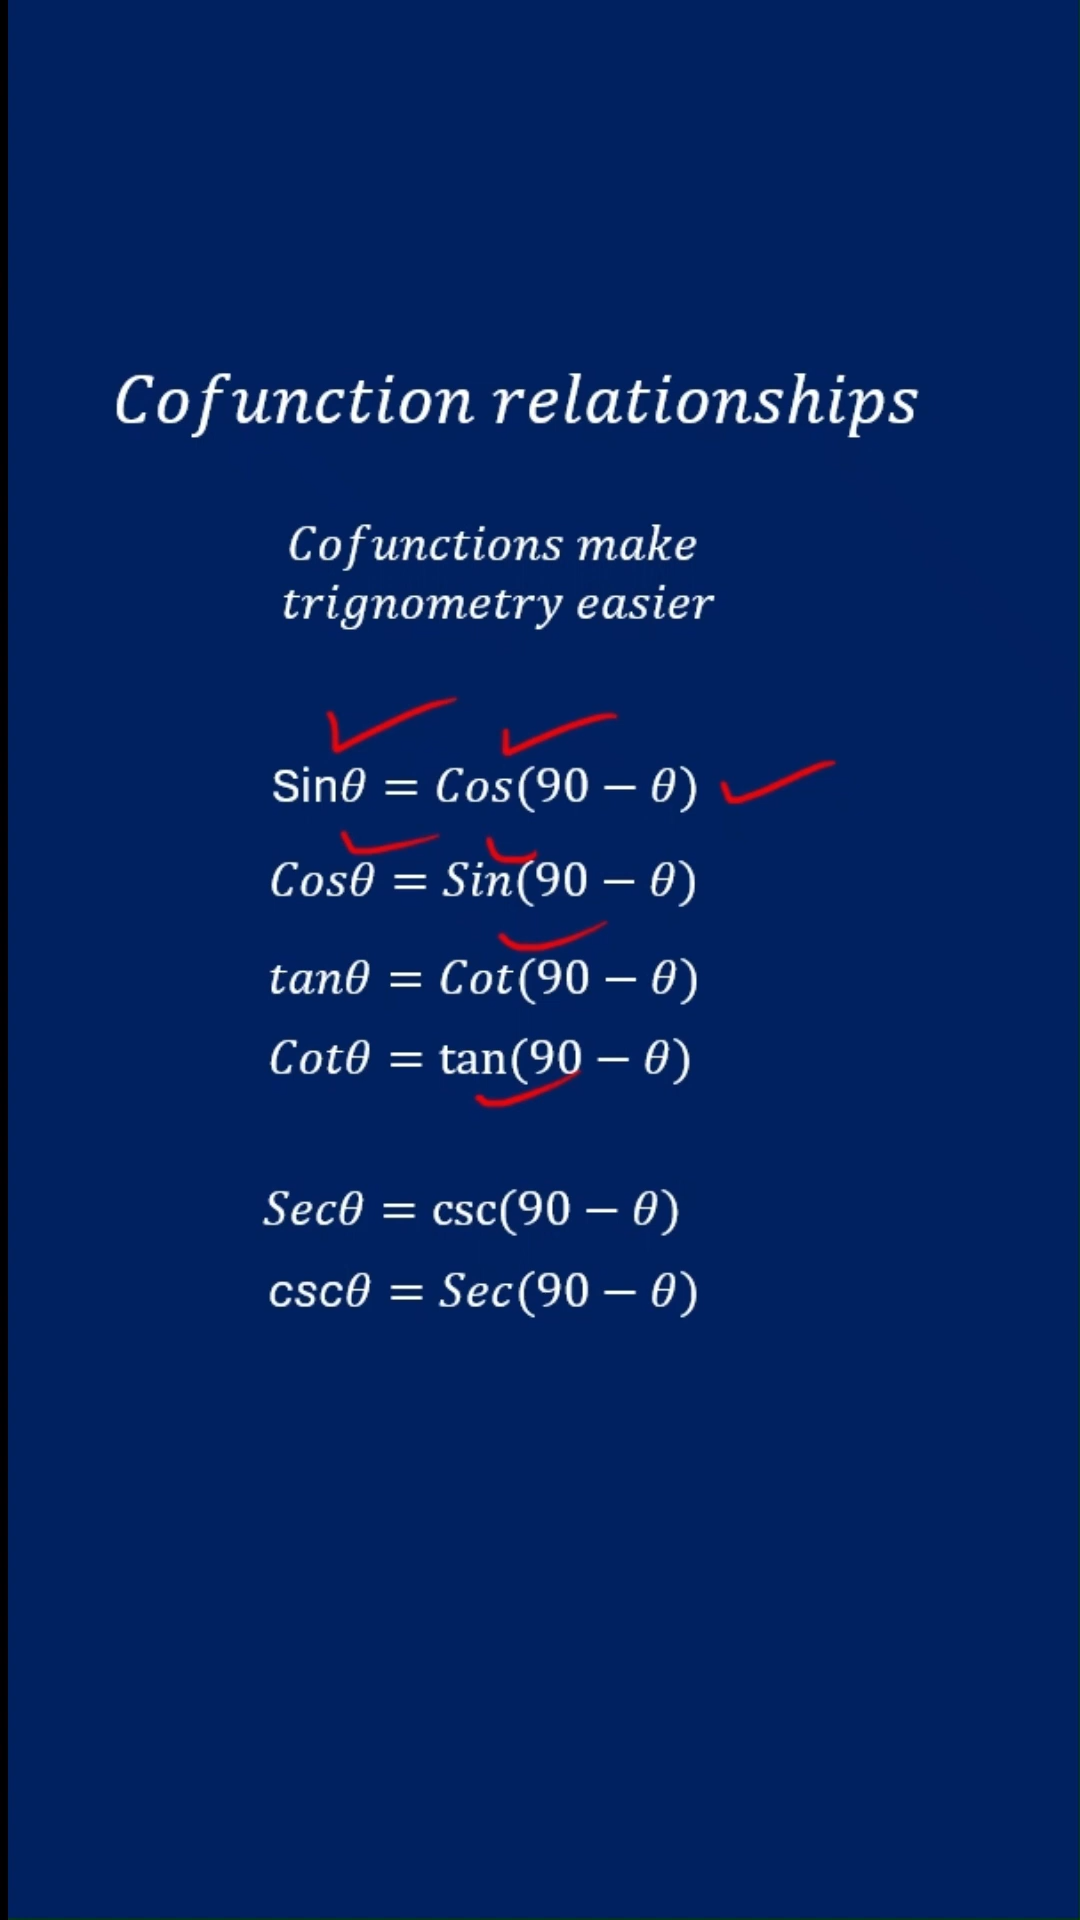 Cofunction relationships
Cofunctions make
trignometry easier
Sinθ = Cos(90 − θ)
Cosθ = Sin(90 − θ)
tanθ = Cot(90 − θ)
Cotθ = tan(90 − θ)
Secθ = csc(90 − θ)
cscθ = Sec(90 − θ)